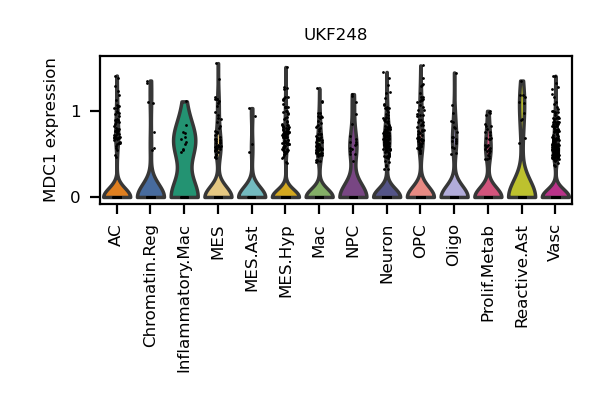 UKF248
MDC1 expression
1
0
AC
Chromatin.Reg
Inflammatory.Mac
MES
MES.Ast
MES.Hyp
Mac
NPC
Neuron
OPC
Oligo
Prolif.Metab
Reactive.Ast
Vasc